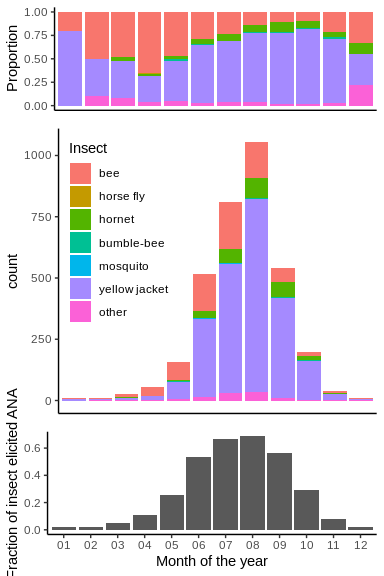 Proportion
1.00
0.75
0.50
0.25
0.00
count
1000
750
500
250
0
Insect
bee
horse fly
hornet
bumble-bee
mosquito
yellow jacket
other
Fraction of insect elicited ANA
0.6
0.4
0.2
0.0
01 02 03 04 05 06 07 08 09 10 11 12
Month of the year